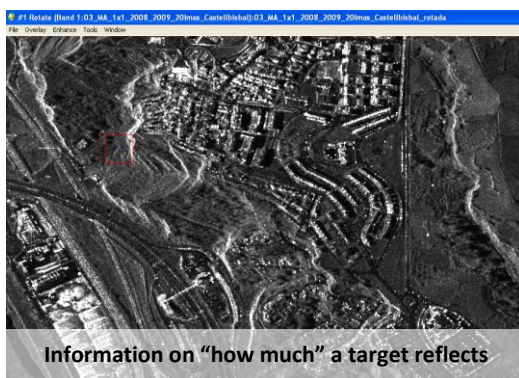 #1 Rotate (Band 1:03_MA_1x1_2008_2009_20imas_Castellbisbal):03_MA_1x1_2008_2009_20imas_Castellbisbal_rotada
File Overlay Enhance Tools Window
Information on “how much” a target reflects